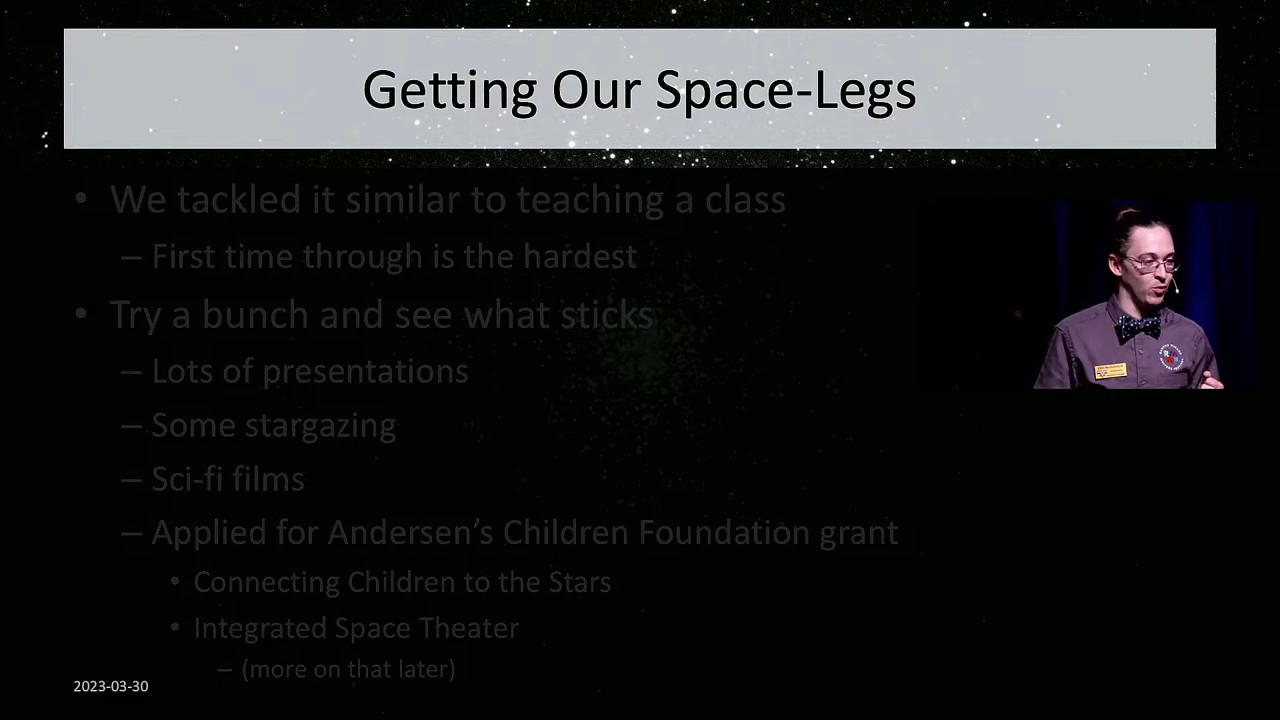 Getting Our Space-Legs
• We tackled it similar to teaching a class
– First time through is the hardest
• Try a bunch and see what sticks
– Lots of presentations
– Some stargazing
– Sci-fi films
– Applied for Andersen’s Children Foundation grant
• Connecting Children to the Stars
• Integrated Space Theater
– (more on that later)
2023-03-30